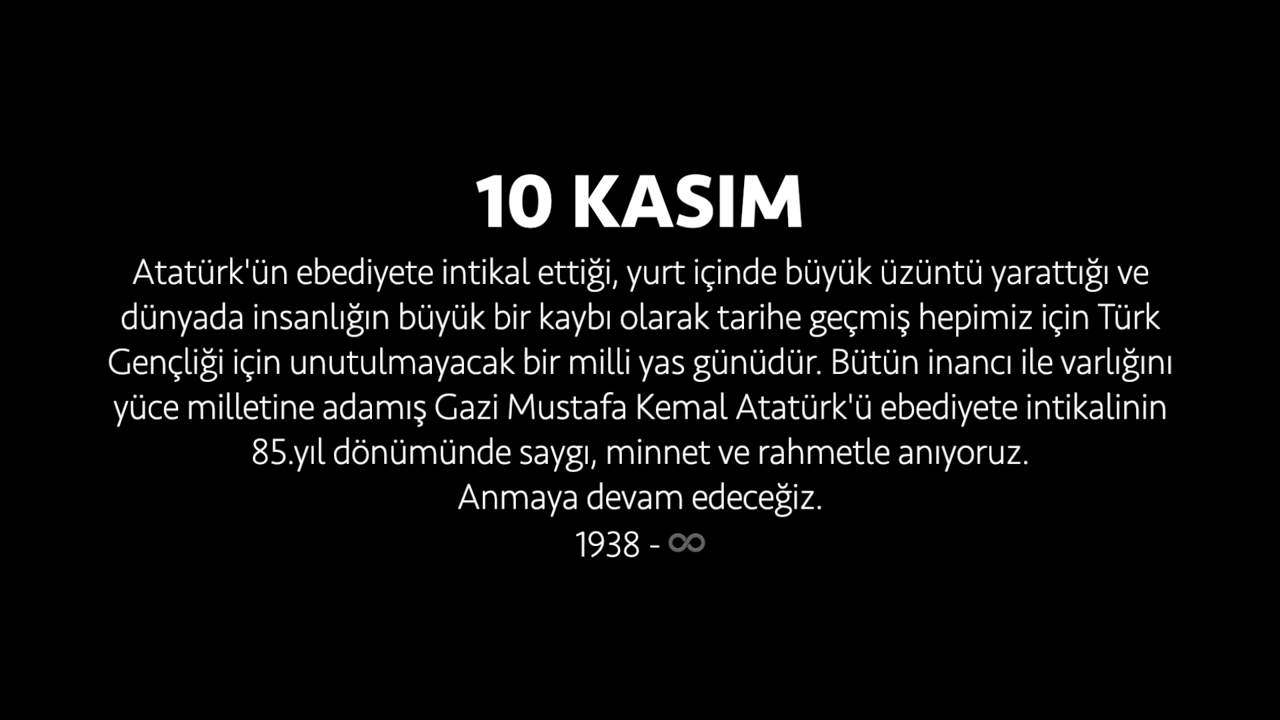 10 KASIM
Atatürk'ün ebediyete intikal ettiği, yurt içinde büyük üzüntü yarattığı ve
dünyada insanlığın büyük bir kaybı olarak tarihe geçmiş hepimiz için Türk
Gençliği için unutulmayacak bir milli yas günüdür. Bütün inancı ile varlığını
yüce milletine adamış Gazi Mustafa Kemal Atatürk'ü ebediyete intikalinin
85.yıl dönümünde saygı, minnet ve rahmetle anıyoruz.
Anmaya devam edeceğiz.
1938 - ∞